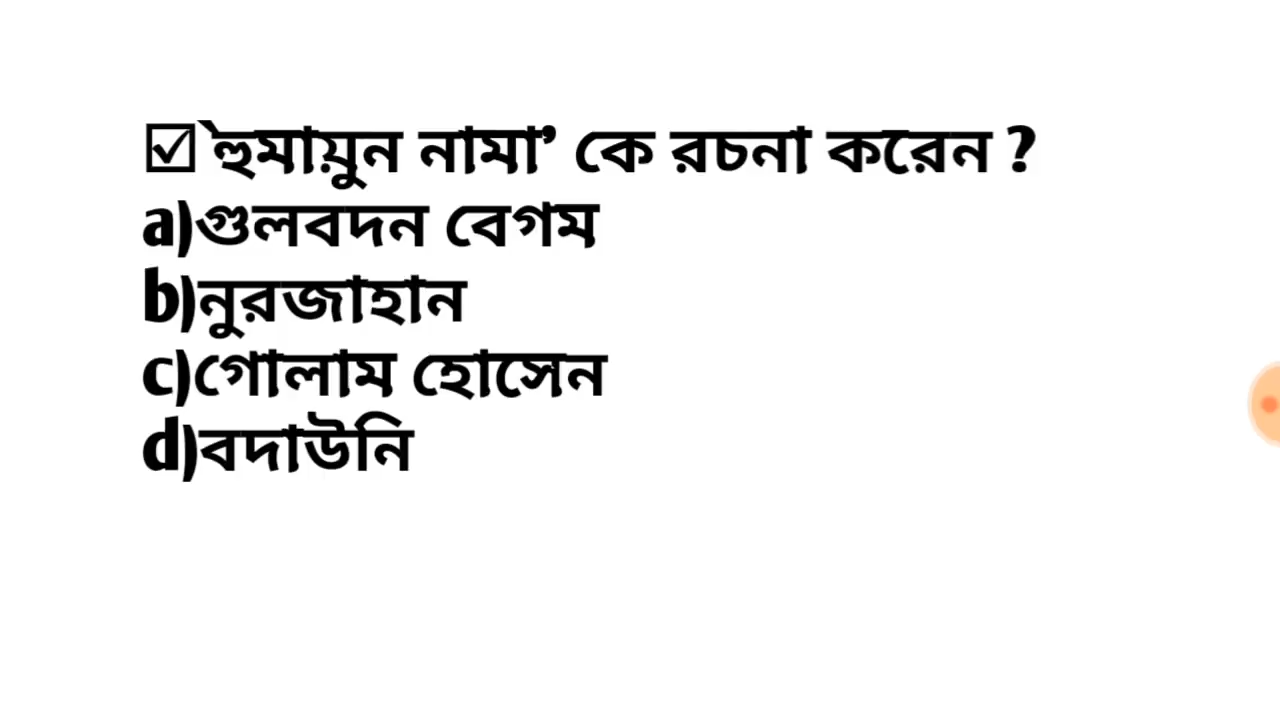 ☑`হুমায়ুন নামা’ কে রচনা করেন ?
a)গুলবদন বেগম
b)নুরজাহান
c)গোলাম হোসেন
d)বদাউনি